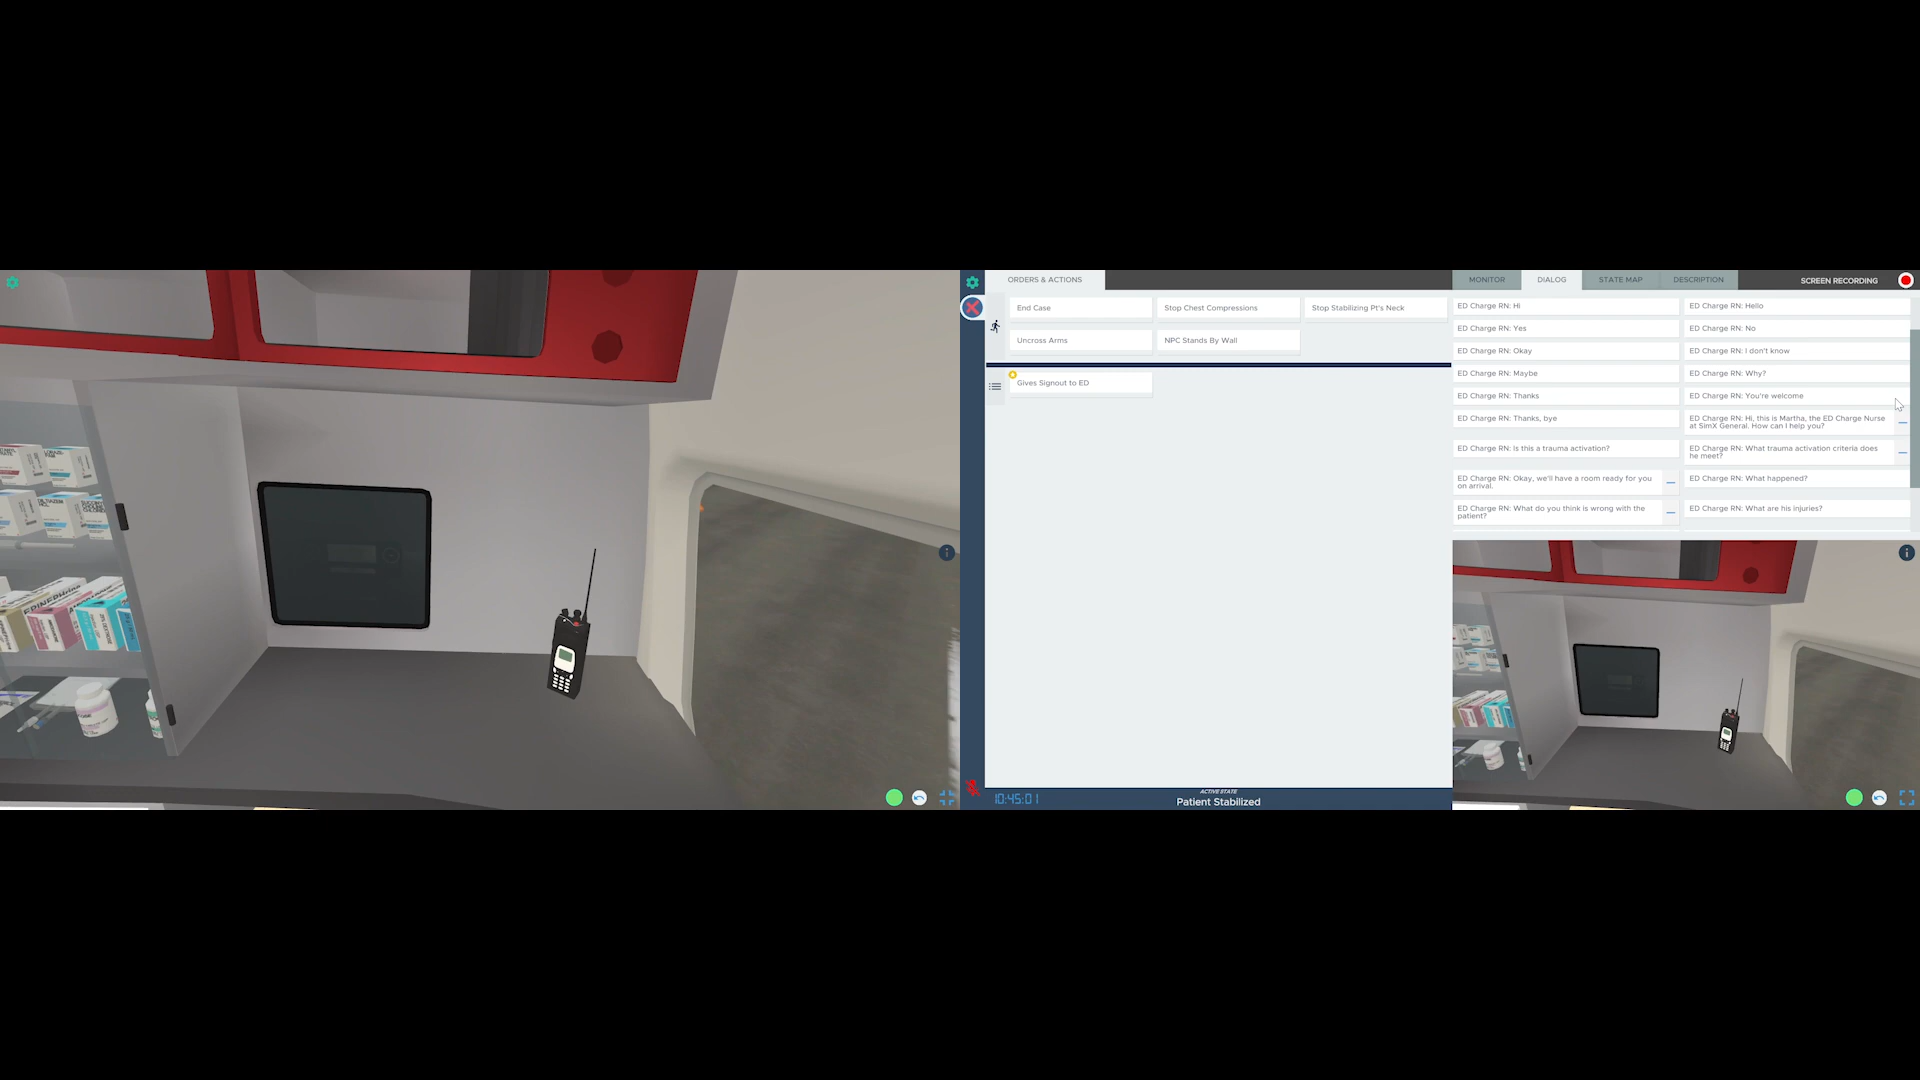 ORDERS & ACTIONS
End Case
Stop Chest Compressions
Stop Stabilizing Pt's Neck
Uncross Arms
NPC Stands By Wall
Gives Signout to ED
10:45:01
ACTIVE STATE
Patient Stabilized
MONITOR
DIALOG
STATE MAP
DESCRIPTION
SCREEN RECORDING
ED Charge RN: Hi
ED Charge RN: Hello
ED Charge RN: Yes
ED Charge RN: No
ED Charge RN: Okay
ED Charge RN: I don't know
ED Charge RN: Maybe
ED Charge RN: Why?
ED Charge RN: Thanks
ED Charge RN: You're welcome
ED Charge RN: Thanks, bye
ED Charge RN: Hi, this is Martha, the ED Charge Nurse
at SimX General. How can I help you?
ED Charge RN: Is this a trauma activation?
ED Charge RN: What trauma activation criteria does
he meet?
ED Charge RN: Okay, we'll have a room ready for you
on arrival.
ED Charge RN: What happened?
ED Charge RN: What do you think is wrong with the
patient?
ED Charge RN: What are his injuries?
EPINEPHrine